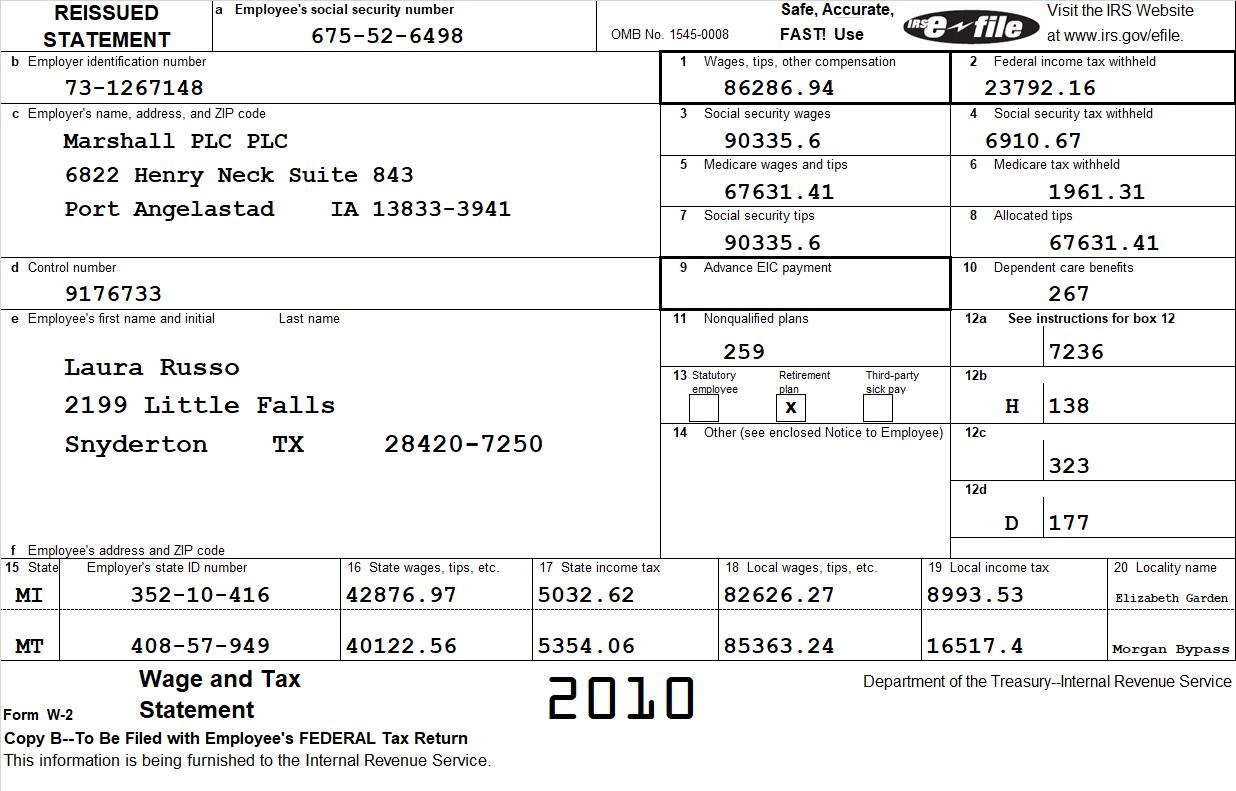 REISSUED STATEMENT
a Employee's social security number
675-52-6498
OMB No. 1545-0008
Safe, Accurate,
FAST! Use
IRS e-file
Visit the IRS Website
at www.irs.gov/efile.
b Employer identification number
73-1267148
1 Wages, tips, other compensation
86286.94
2 Federal income tax withheld
23792.16
c Employer's name, address, and ZIP code
Marshall PLC PLC
6822 Henry Neck Suite 843
Port Angelastad IA 13833-3941
3 Social security wages
90335.6
4 Social security tax withheld
6910.67
5 Medicare wages and tips
67631.41
6 Medicare tax withheld
1961.31
7 Social security tips
90335.6
8 Allocated tips
67631.41
d Control number
9176733
9 Advance EIC payment
10 Dependent care benefits
267
e Employee's first name and initial Last name
Laura Russo
2199 Little Falls
Snyderton TX 28420-7250
f Employee's address and ZIP code
11 Nonqualified plans
259
12a See instructions for box 12
7236
13 Statutory employee Retirement plan Third-party sick pay
X
12b
H 138
14 Other (see enclosed Notice to Employee)
12c
323
12d
D 177
15 State Employer's state ID number 16 State wages, tips, etc. 17 State income tax 18 Local wages, tips, etc. 19 Local income tax 20 Locality name
MI 352-10-416 42876.97 5032.62 82626.27 8993.53 Elizabeth Garden
MT 408-57-949 40122.56 5354.06 85363.24 16517.4 Morgan Bypass
Form W-2
Wage and Tax
Statement
2010
Department of the Treasury--Internal Revenue Service
Copy B--To Be Filed with Employee's FEDERAL Tax Return
This information is being furnished to the Internal Revenue Service.